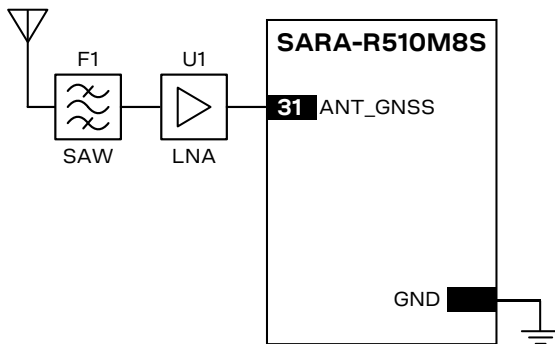 SARA-R510M8S
F1
U1
31 ANT_GNSS
SAW
LNA
GND